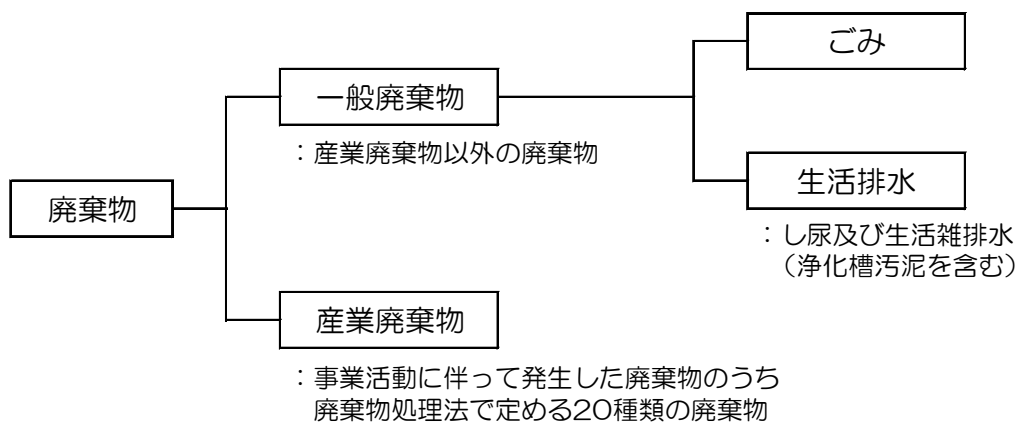 ごみ
一般廃棄物
：産業廃棄物以外の廃棄物
生活排水
廃棄物
：し尿及び生活雑排水
（浄化槽汚泥を含む）
産業廃棄物
：事業活動に伴って発生した廃棄物のうち
廃棄物処理法で定める20種類の廃棄物